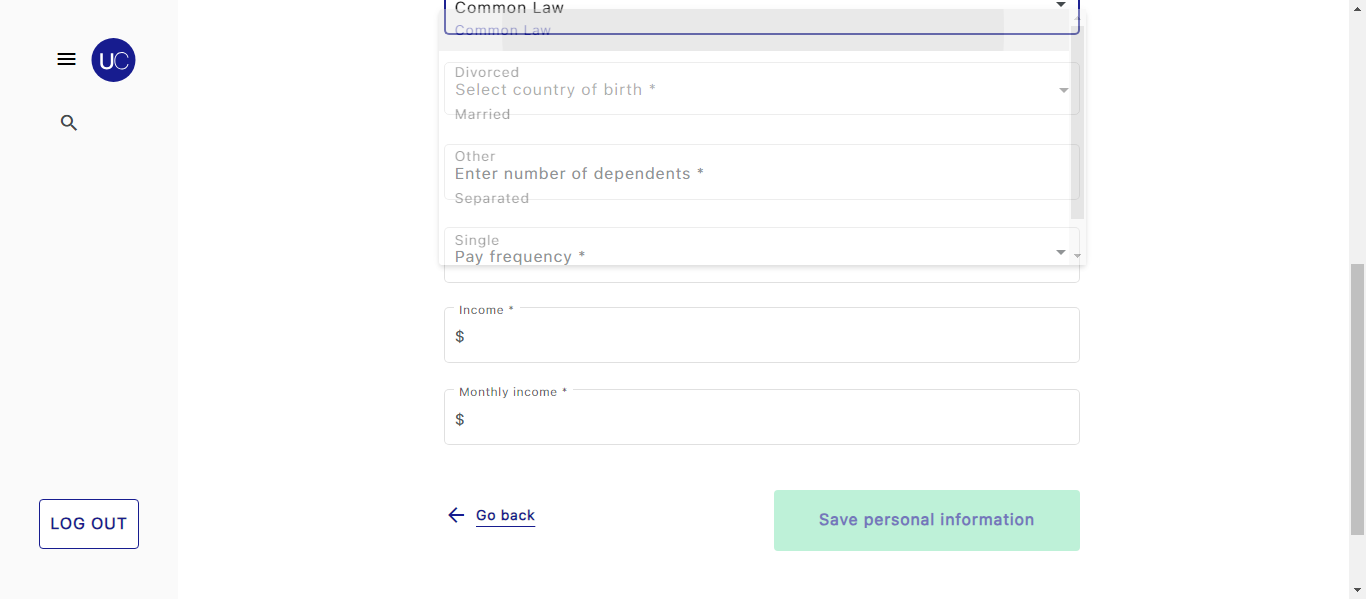 Common Law
Common Law
UC
Divorced
Select country of birth *
Married
Other
Enter number of dependents *
Separated
Single
Pay frequency *
Income *
$
Monthly income *
$
LOG OUT
Go back
Save personal information